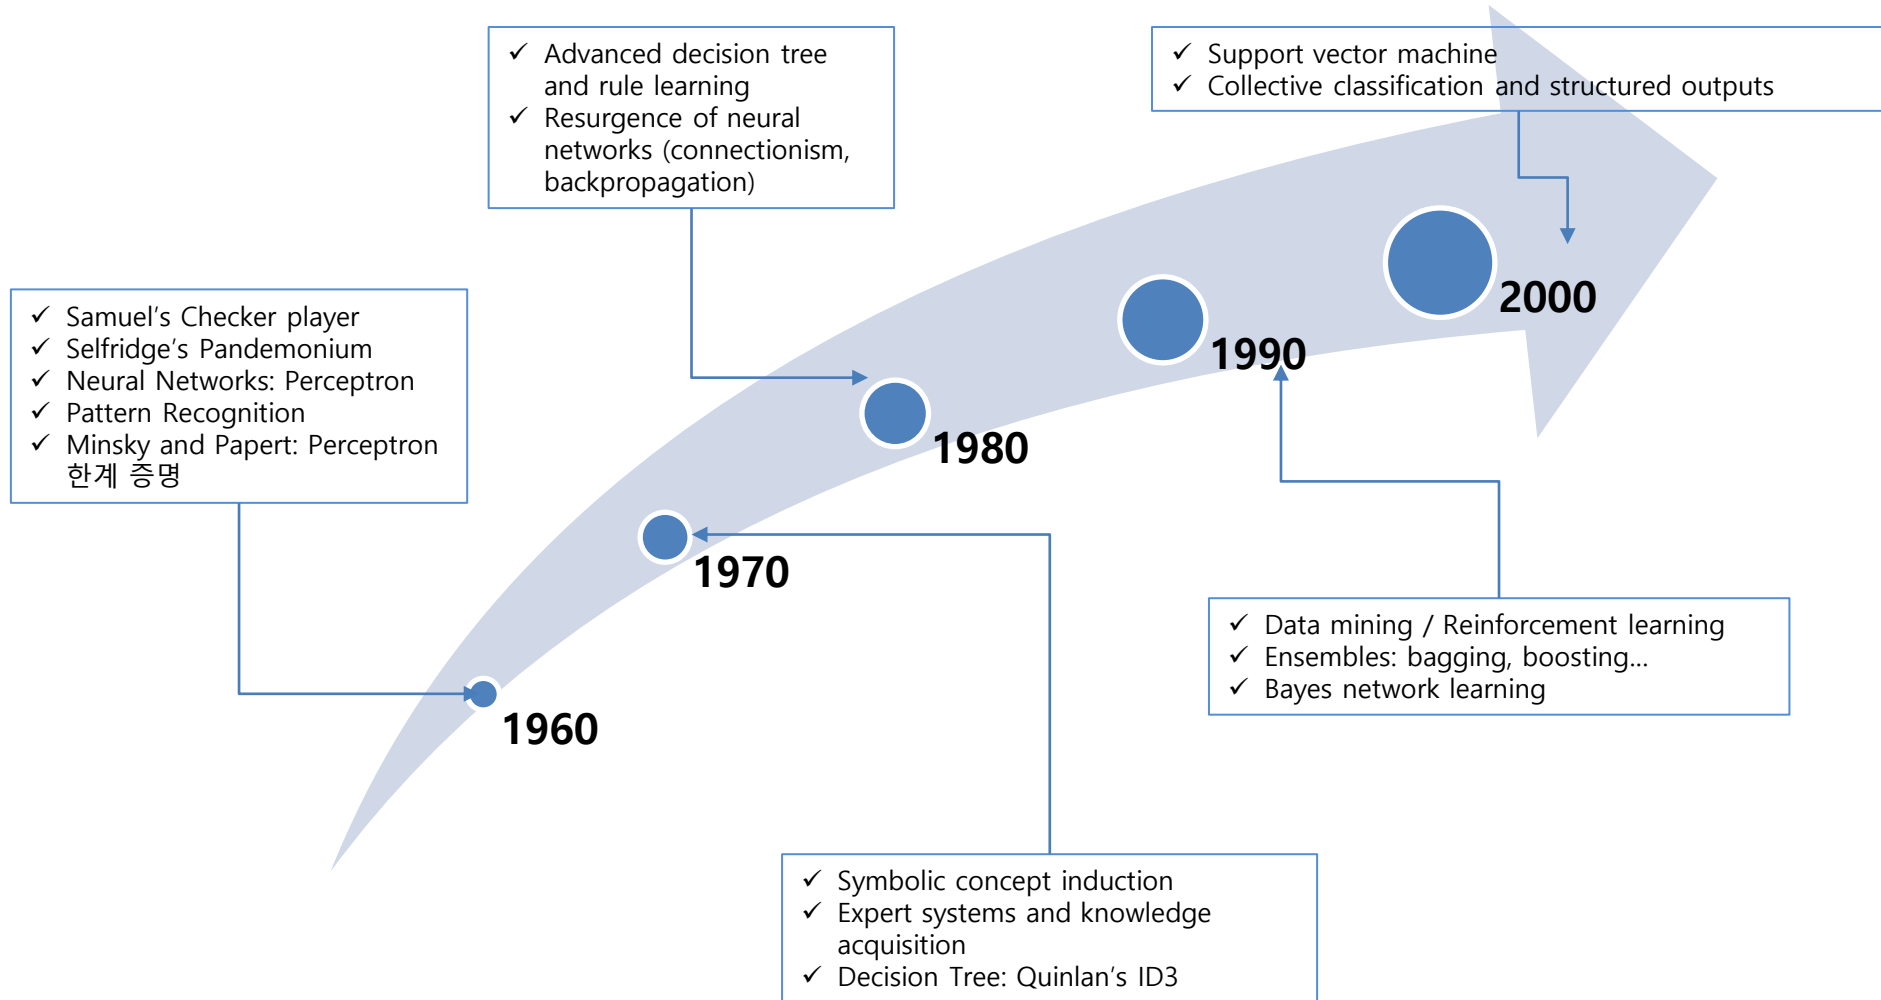 ✓ Advanced decision tree
and rule learning
✓ Resurgence of neural
networks (connectionism,
backpropagation)
✓ Support vector machine
✓ Collective classification and structured outputs
✓ Samuel's Checker player
✓ Selfridge's Pandemonium
✓ Neural Networks: Perceptron
✓ Pattern Recognition
✓ Minsky and Papert: Perceptron
한계 증명
2000
1990
1980
1970
1960
✓ Data mining / Reinforcement learning
✓ Ensembles: bagging, boosting...
✓ Bayes network learning
✓ Symbolic concept induction
✓ Expert systems and knowledge
acquisition
✓ Decision Tree: Quinlan's ID3